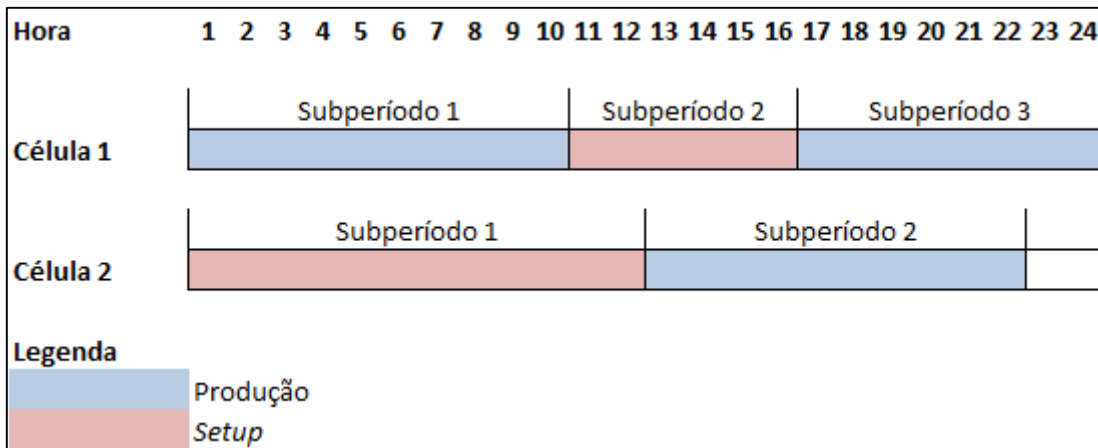 Hora 1 2 3 4 5 6 7 8 9 10 11 12 13 14 15 16 17 18 19 20 21 22 23 24
Subperíodo 1 Subperíodo 2 Subperíodo 3
Célula 1
Subperíodo 1 Subperíodo 2
Célula 2
Legenda
Produção
Setup